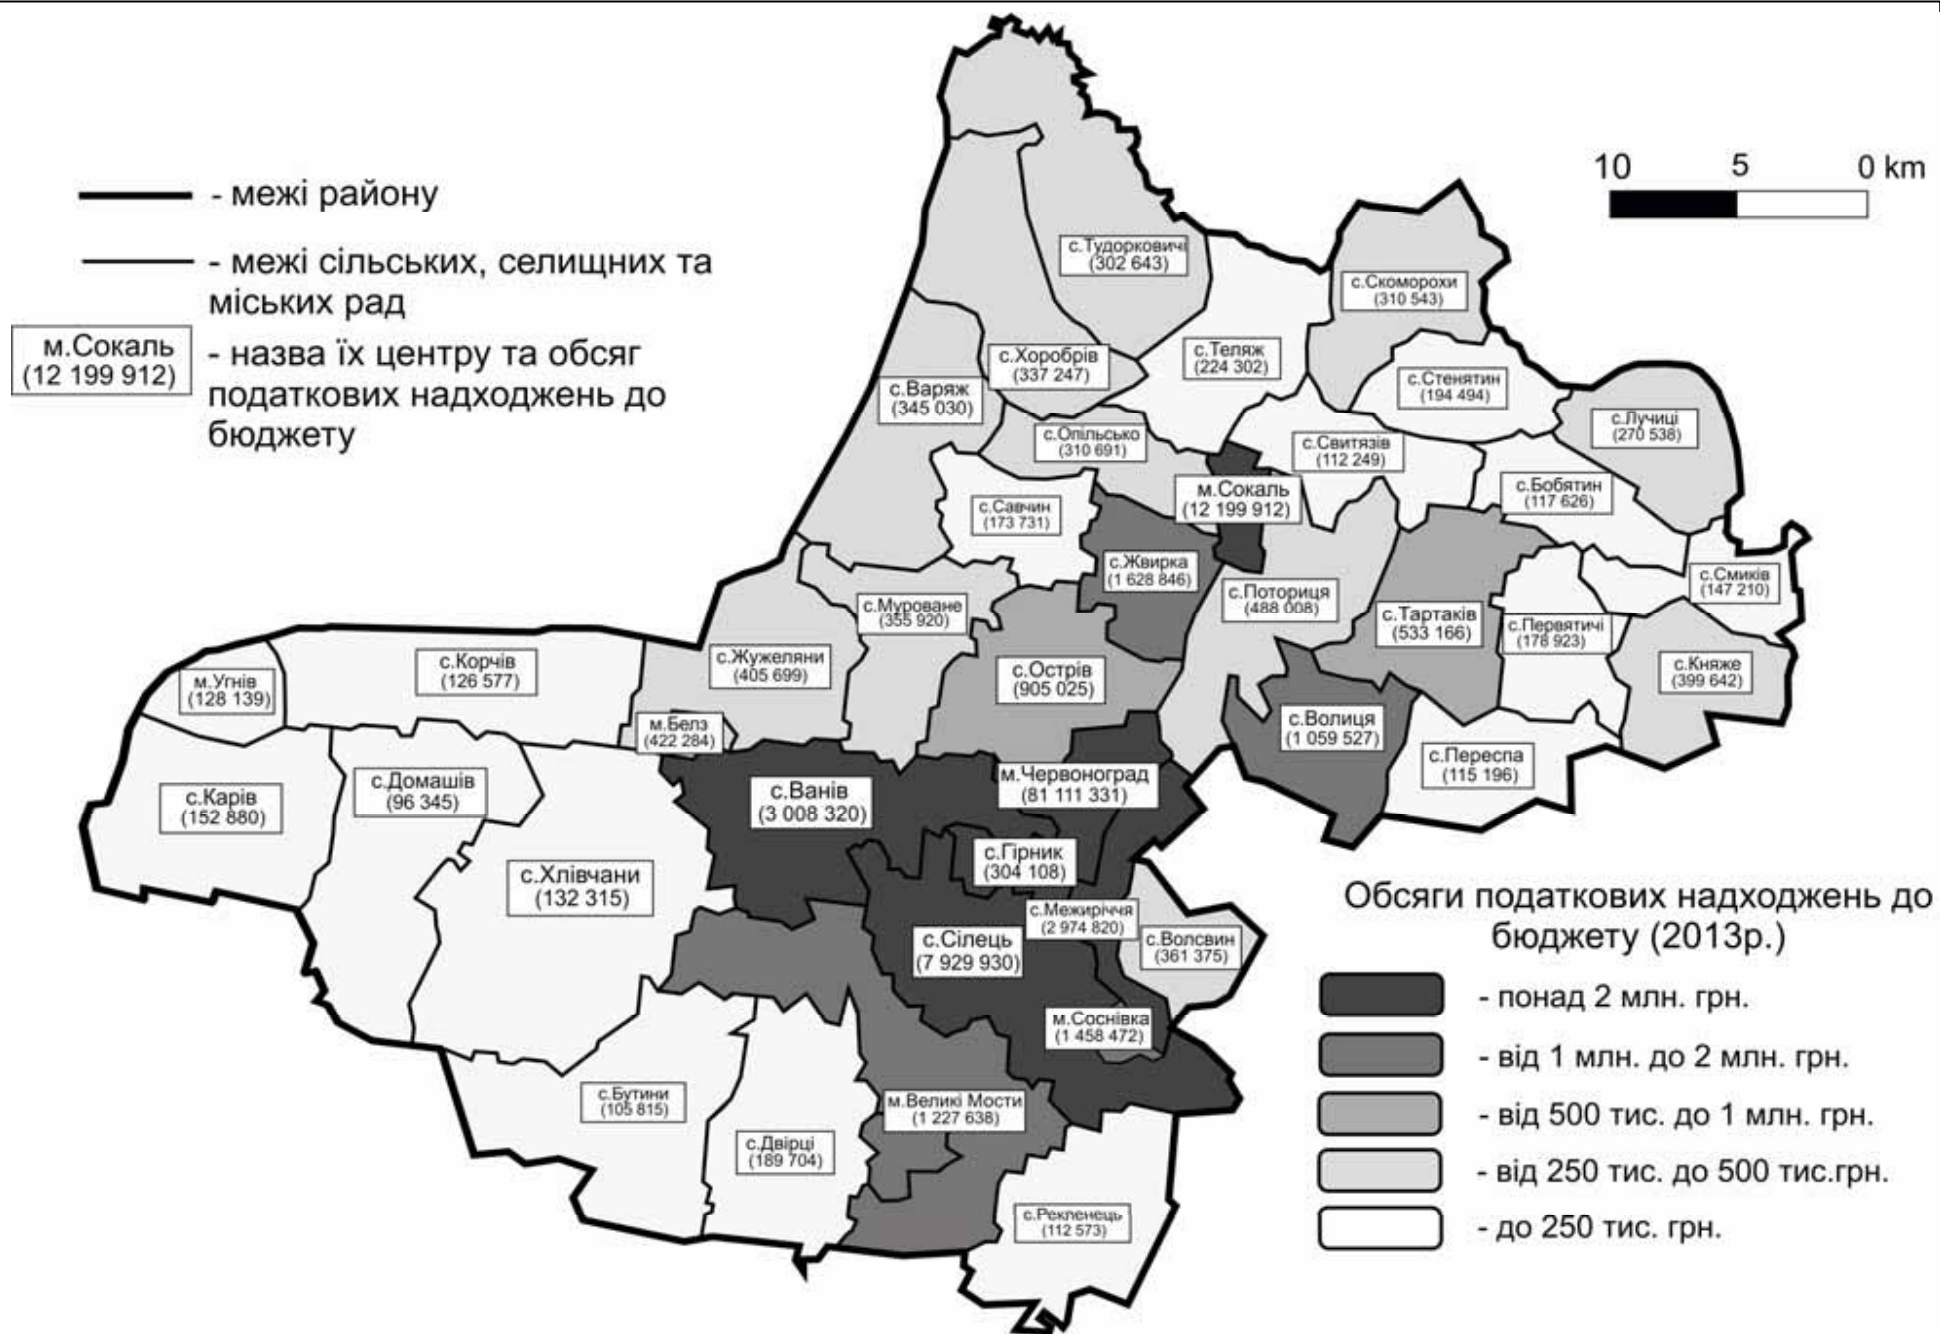 10 5 0 km
- межі району
- межі сільських, селищних та
міських рад
м.Сокаль
(12 199 912)
- назва їх центру та обсяг
податкових надходжень до
бюджету
с.Тудорковичі
(302 643)
с.Скоморохи
(310 543)
с.Хоробрів
(337 247)
с.Теляж
(224 302)
с.Стенятин
(194 494)
с.Варяж
(345 030)
с.Лучиці
(270 538)
с.Опільсько
(310 691)
с.Свитязів
(112 249)
м.Сокаль
(12 199 912)
с.Бобятин
(117 626)
с.Савчин
(173 731)
с.Жвирка
(1 628 846)
с.Смиків
(147 210)
с.Муроване
(355 920)
с.Поториця
(488 008)
с.Тартаків
(533 166)
с.Первятичі
(178 923)
с.Жужеляни
(405 699)
с.Корчів
(126 577)
м.Угнів
(128 139)
с.Острів
(905 025)
с.Княже
(399 642)
м.Белз
(422 284)
с.Волиця
(1 059 527)
с.Переспа
(115 196)
с.Карів
(152 880)
с.Домашів
(96 345)
с.Ванів
(3 008 320)
м.Червоноград
(81 111 331)
с.Хлівчани
(132 315)
с.Гірник
(304 108)
с.Межиріччя
(2 974 820)
с.Сілець
(7 929 930)
с.Волсвин
(361 375)
м.Соснівка
(1 458 472)
с.Бутини
(105 815)
м.Великі Мости
(1 227 638)
с.Двірці
(189 704)
с.Рекленець
(112 573)
Обсяги податкових надходжень до
бюджету (2013р.)
- понад 2 млн. грн.
- від 1 млн. до 2 млн. грн.
- від 500 тис. до 1 млн. грн.
- від 250 тис. до 500 тис.грн.
- до 250 тис. грн.